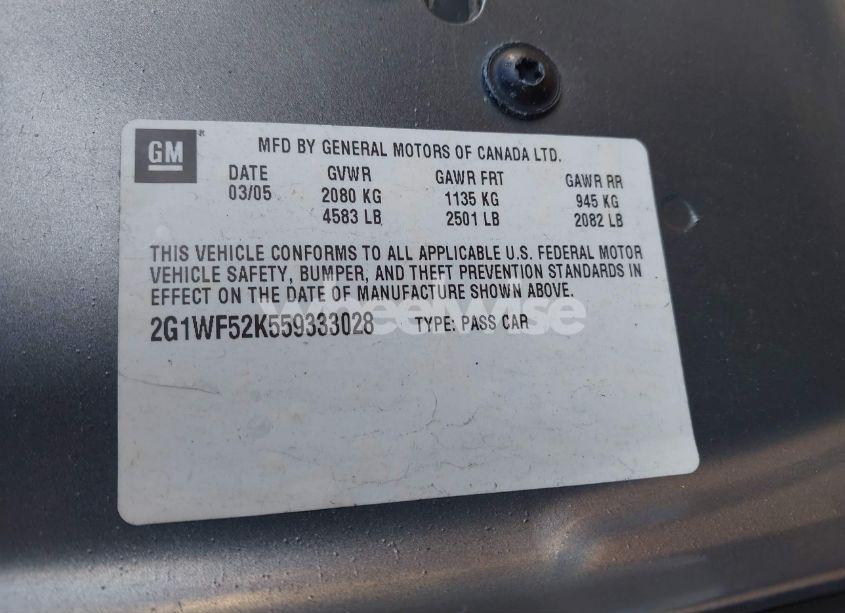 GM
MFD BY GENERAL MOTORS OF CANADA LTD.
DATE GVWR GAWR FRT GAWR RR
03/05 2080 KG 1135 KG 945 KG
4583 LB 2501 LB 2082 LB
THIS VEHICLE CONFORMS TO ALL APPLICABLE U.S. FEDERAL MOTOR
VEHICLE SAFETY, BUMPER, AND THEFT PREVENTION STANDARDS IN
EFFECT ON THE DATE OF MANUFACTURE SHOWN ABOVE.
WheelWise
2G1WF52K559333028 TYPE: PASS CAR